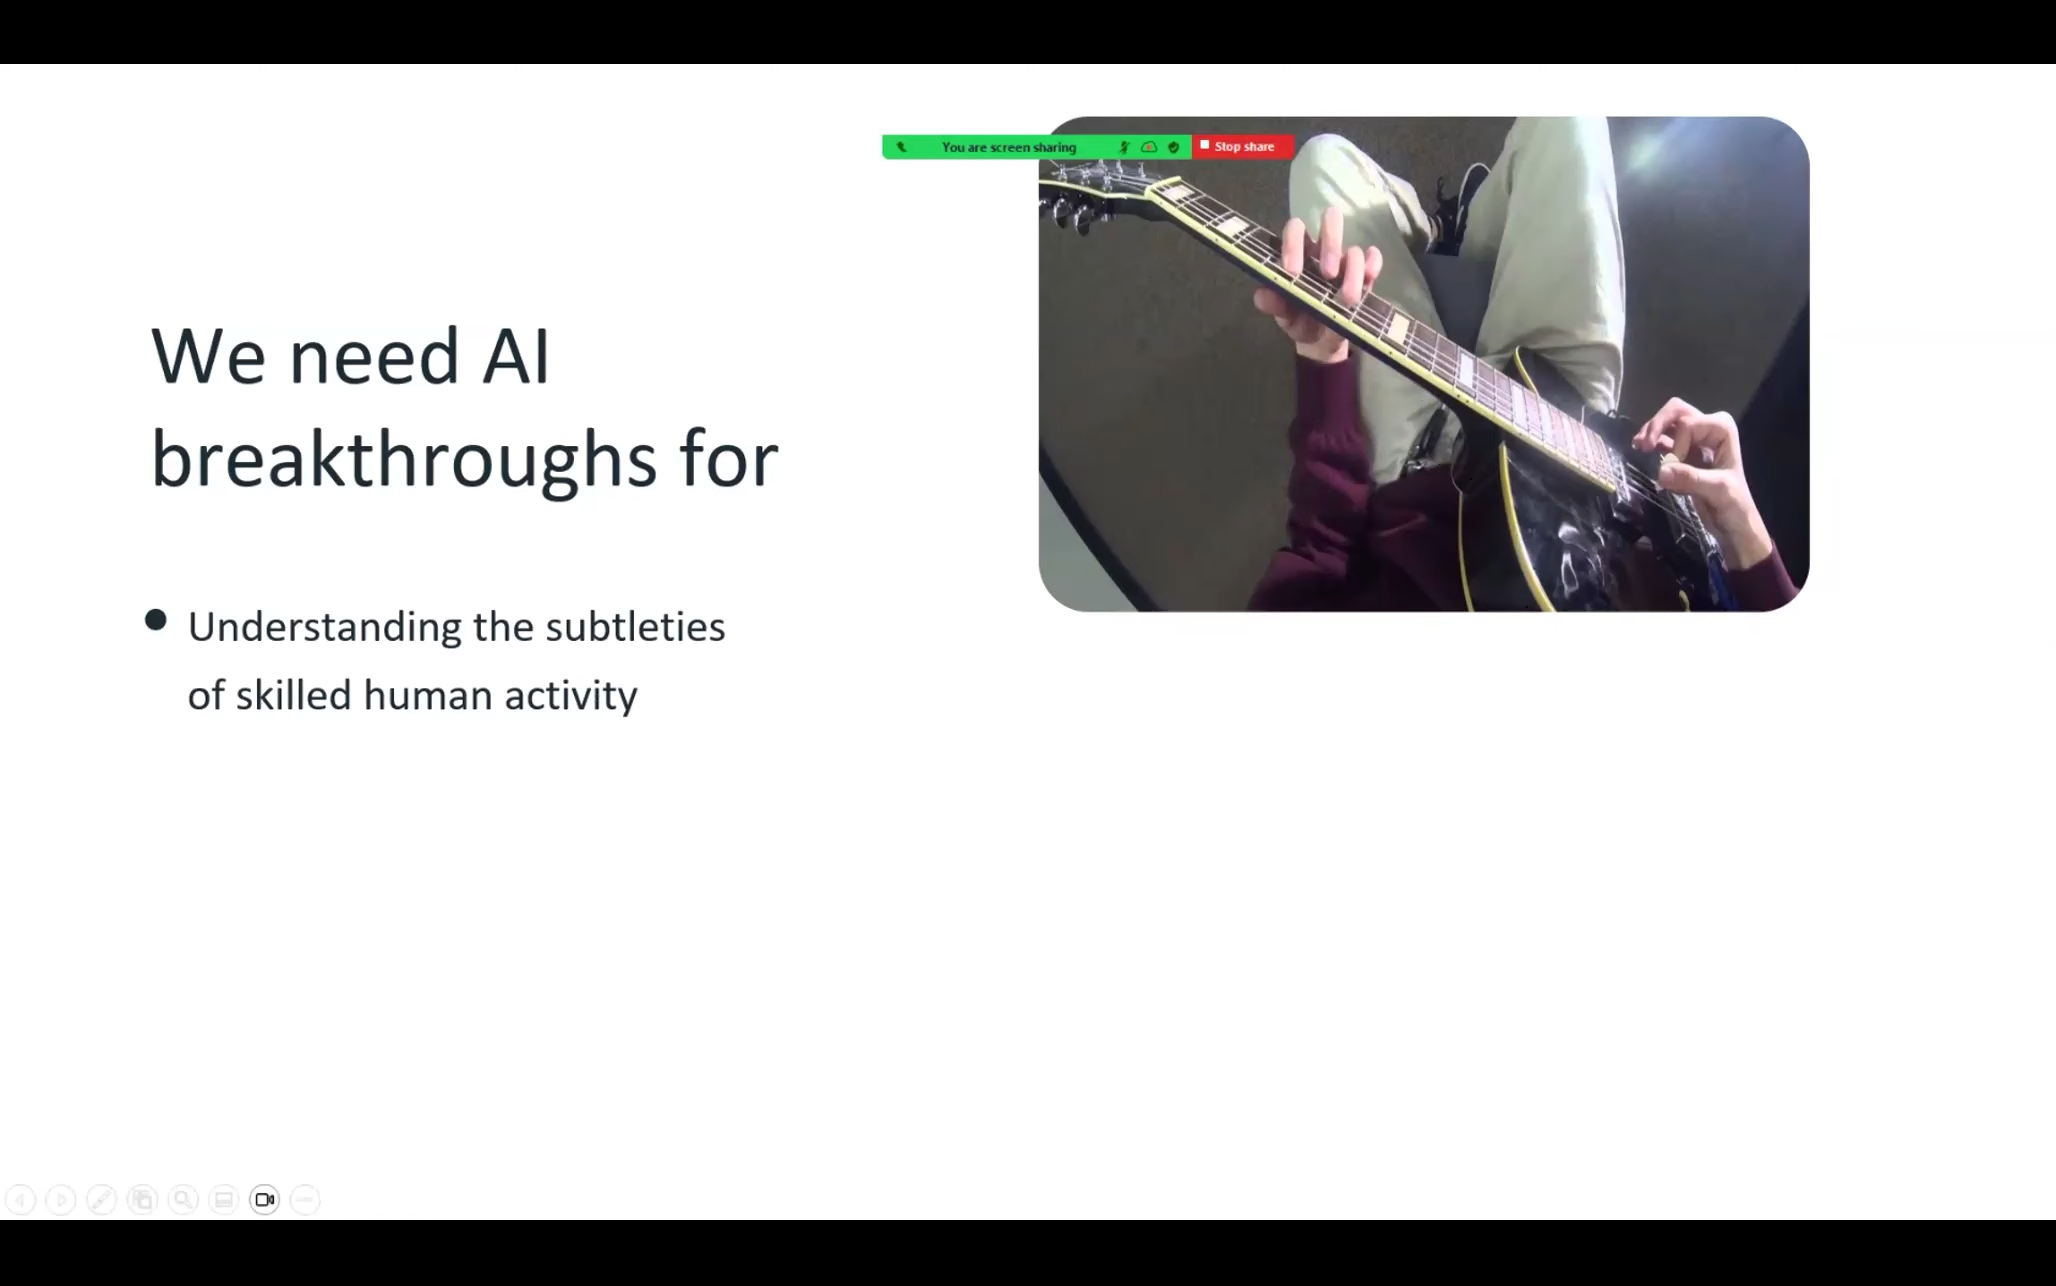 You are screen sharing
Stop share
We need AI
breakthroughs for
Understanding the subtleties
of skilled human activity